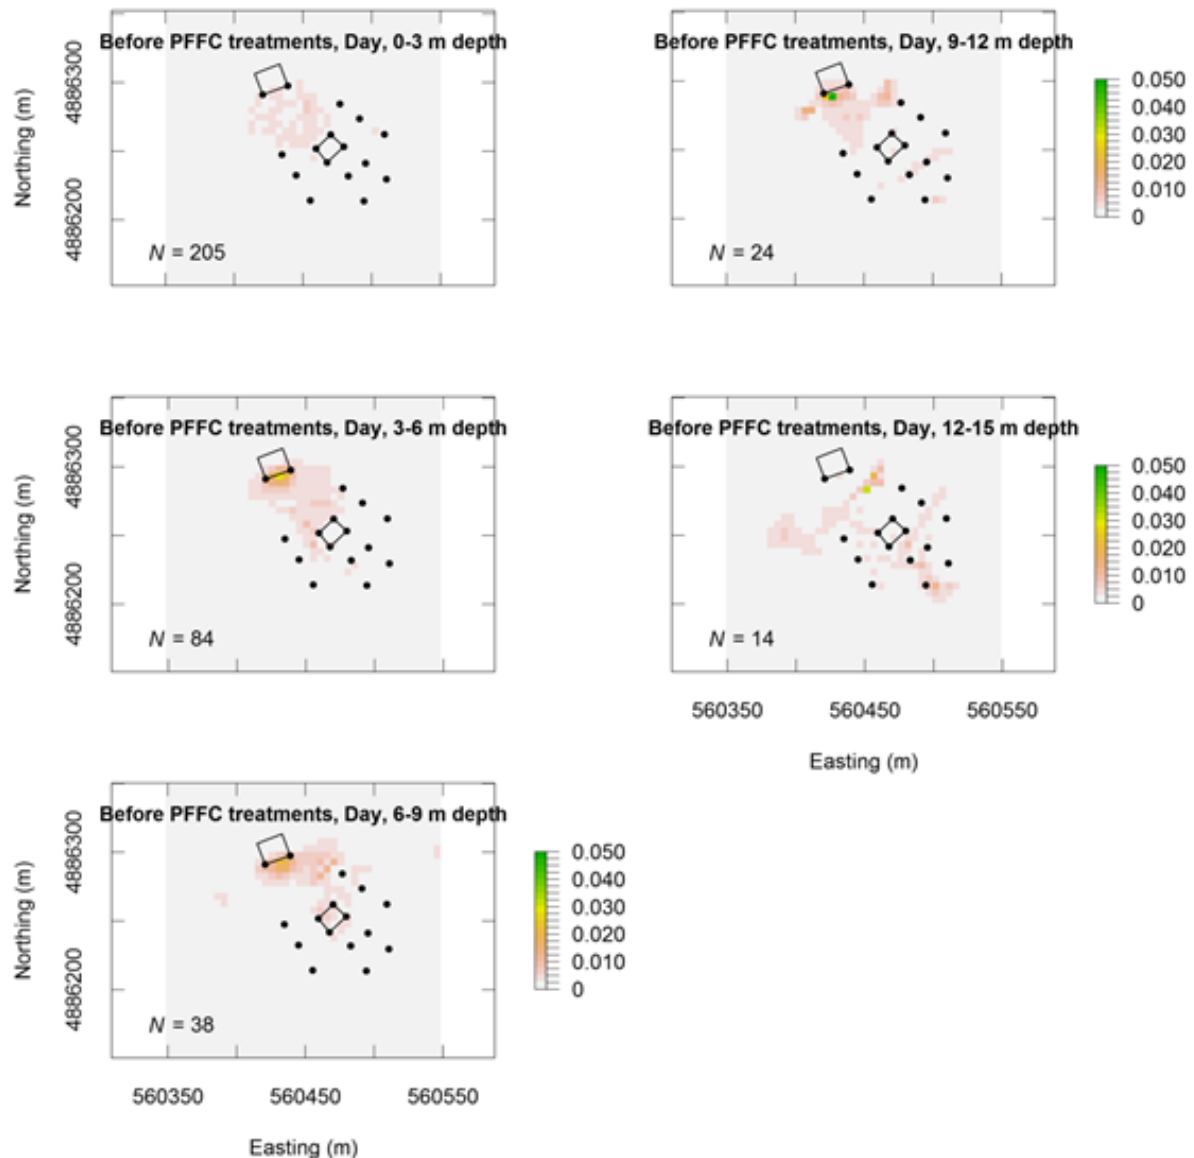 Before PFFC treatments, Day, 0-3 m depth
Northing (m)
4886300
4886200
N = 205
Before PFFC treatments, Day, 9-12 m depth
N = 24
0.050
0.040
0.030
0.020
0.010
0
Before PFFC treatments, Day, 3-6 m depth
Northing (m)
4886300
4886200
N = 84
Before PFFC treatments, Day, 12-15 m depth
N = 14
0.050
0.040
0.030
0.020
0.010
0
560350 560450 560550
Easting (m)
Before PFFC treatments, Day, 6-9 m depth
Northing (m)
4886300
4886200
N = 38
0.050
0.040
0.030
0.020
0.010
0
560350 560450 560550
Easting (m)